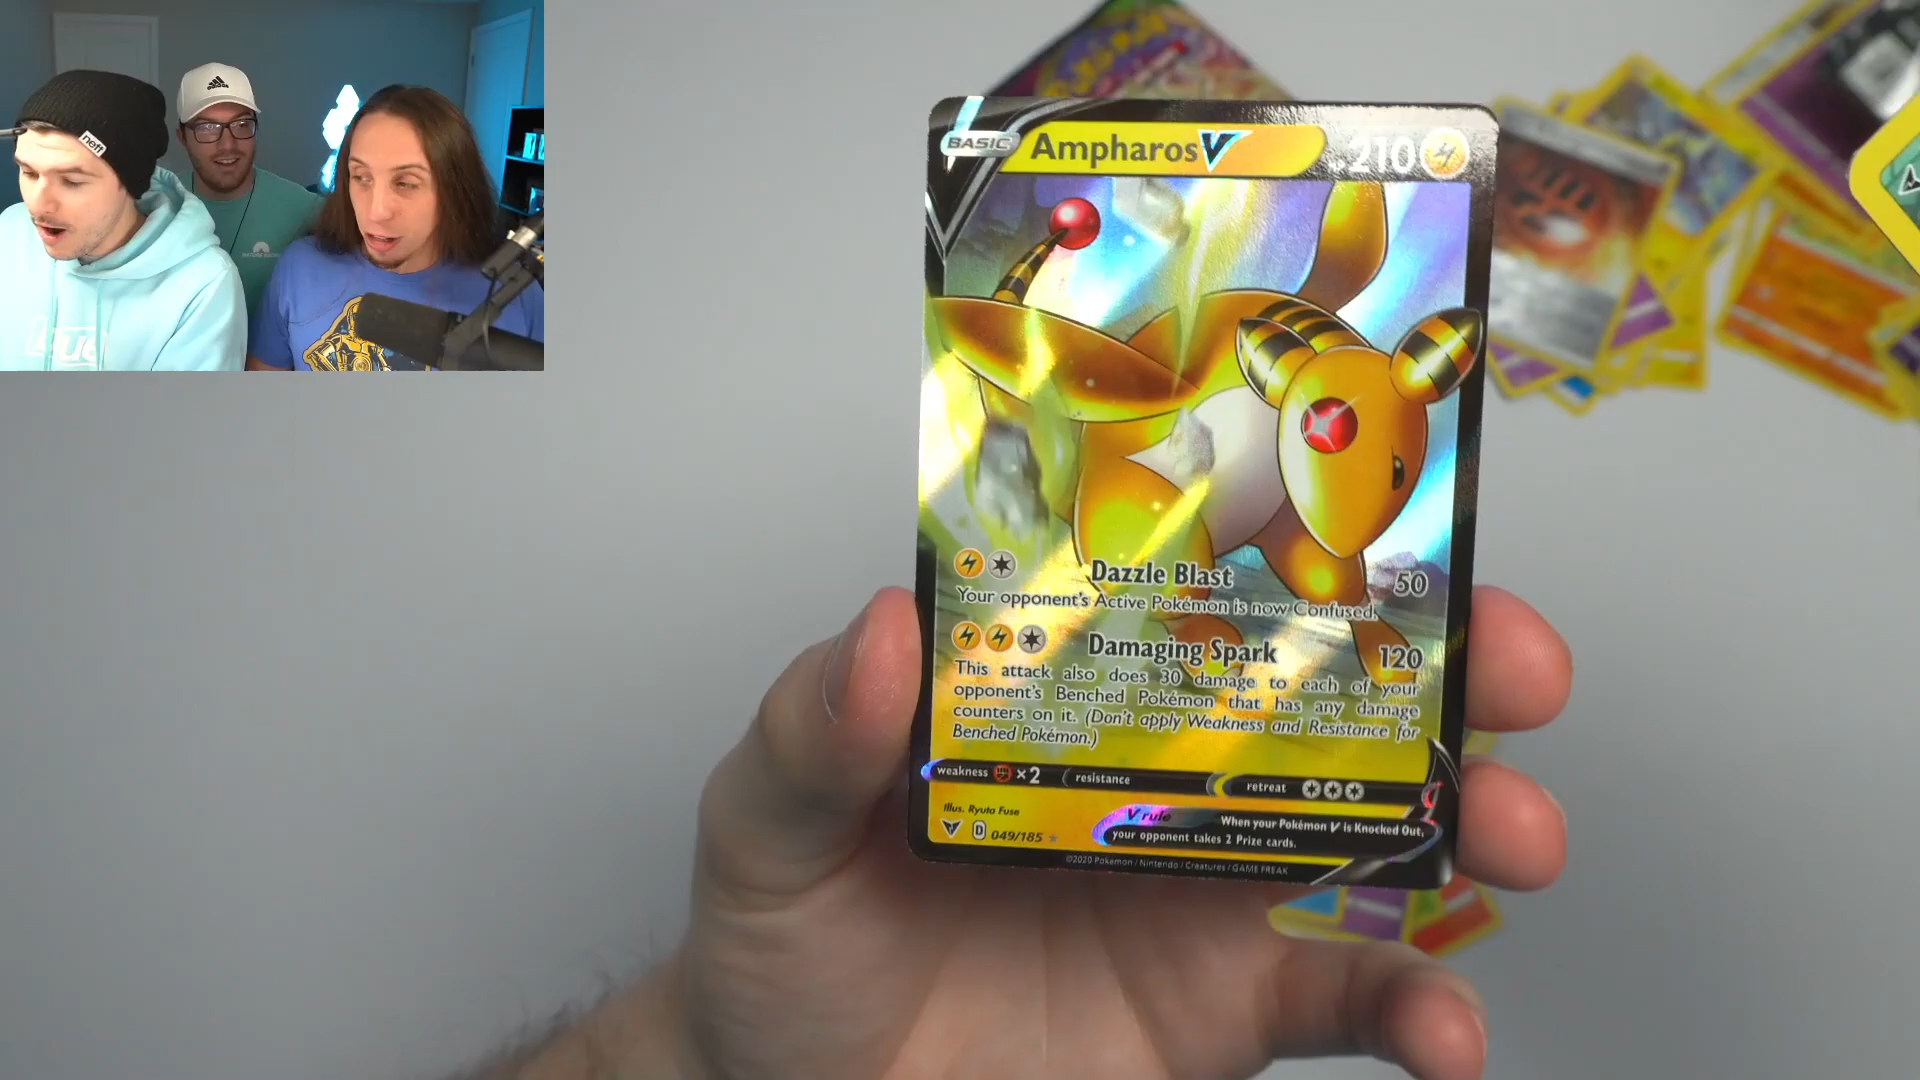 neff
adidas
BASIC
Ampharos V
HP 210
Dazzle Blast 50
Your opponent's Active Pokémon is now Confused.
Damaging Spark 120
This attack also does 30 damage to each of your
opponent's Benched Pokémon that has any damage
counters on it. (Don't apply Weakness and Resistance for
Benched Pokémon.)
weakness ×2 resistance retreat
Illus. Ryuta Fuse
D 049/185
V rule When your Pokémon V is Knocked Out,
your opponent takes 2 Prize cards.
©2020 Pokémon / Nintendo / Creatures / GAME FREAK